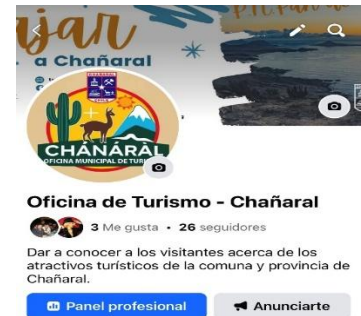 ajar
a Chañaral
CHAÑARAL
OFICINA MUNICIPAL DE TURI
Oficina de Turismo - Chañaral
3 Me gusta • 26 seguidores
Dar a conocer a los visitantes acerca de los
atractivos turísticos de la comuna y provincia de
Chañaral.
Panel profesional
Anunciarte